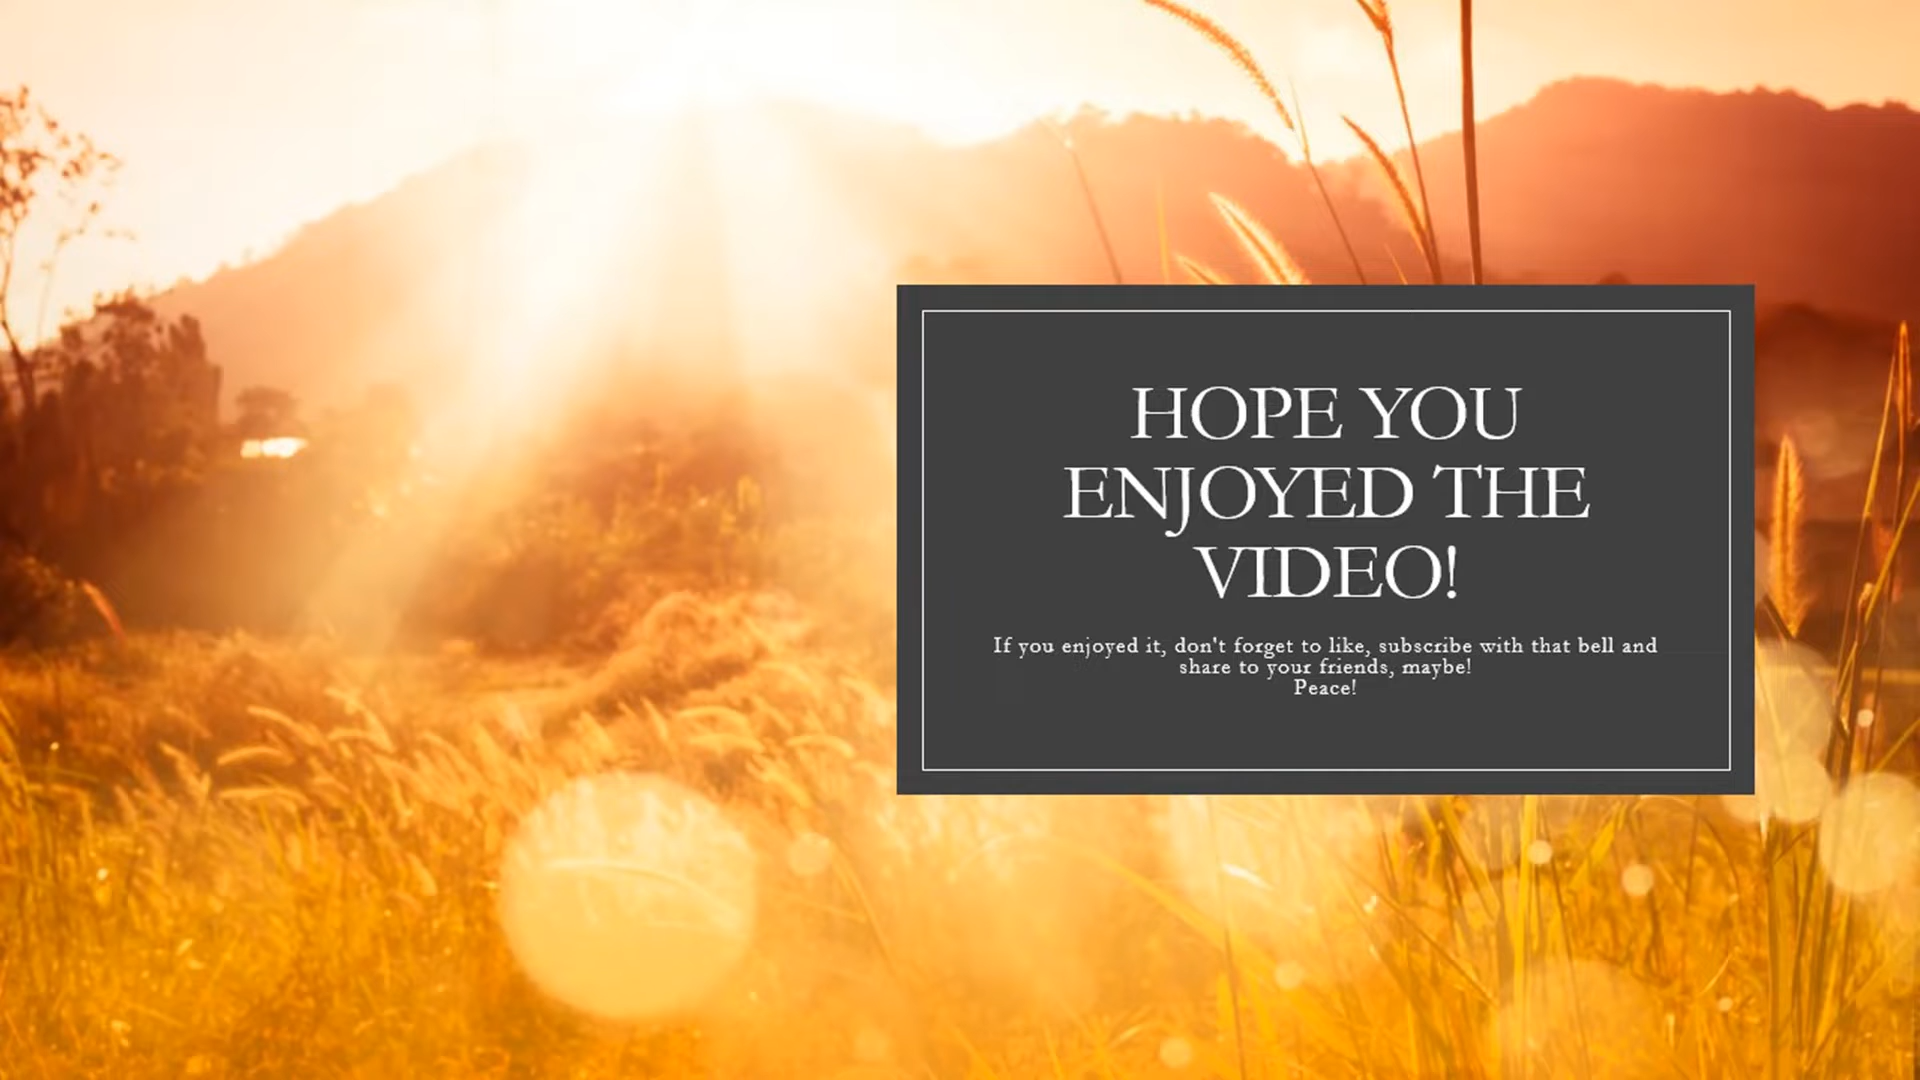 HOPE YOU
ENJOYED THE
VIDEO!
If you enjoyed it, don't forget to like, subscribe with that bell and
share to your friends, maybe!
Peace!